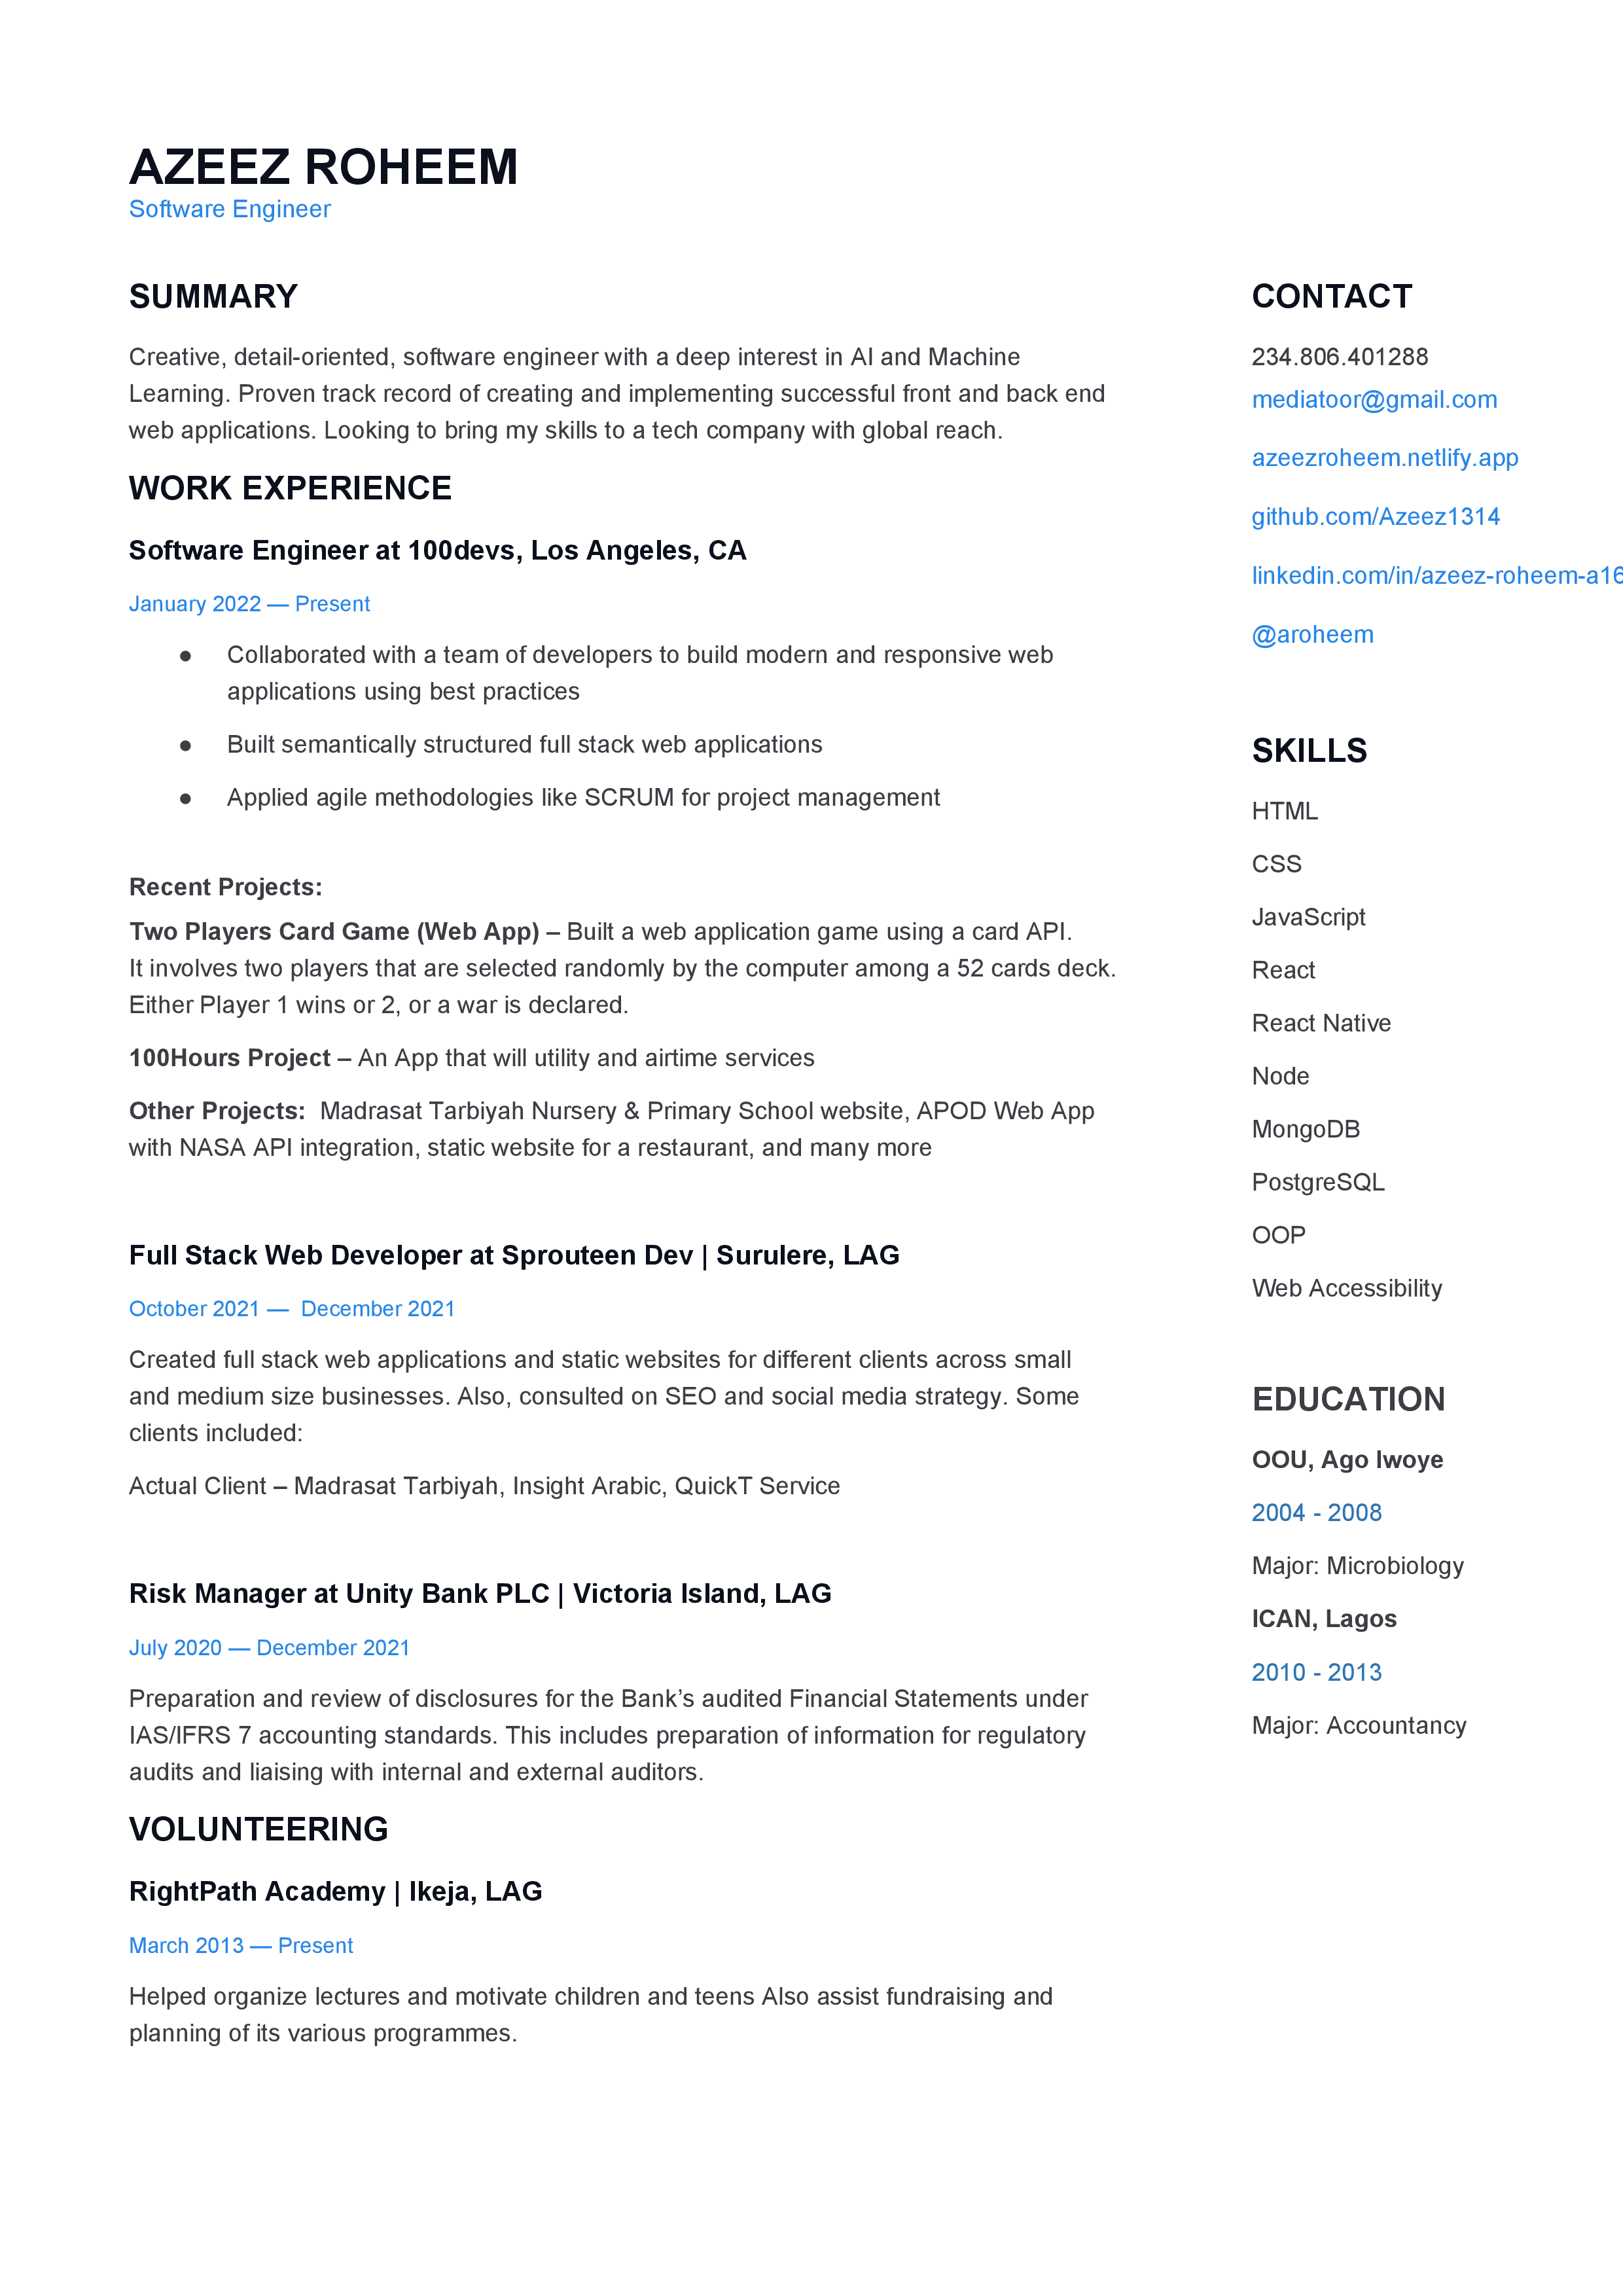 AZEEZ ROHEEM
Software Engineer
SUMMARY
Creative, detail-oriented, software engineer with a deep interest in AI and Machine
Learning. Proven track record of creating and implementing successful front and back end
web applications. Looking to bring my skills to a tech company with global reach.
WORK EXPERIENCE
Software Engineer at 100devs, Los Angeles, CA
January 2022 — Present
● Collaborated with a team of developers to build modern and responsive web
applications using best practices
● Built semantically structured full stack web applications
● Applied agile methodologies like SCRUM for project management
Recent Projects:
Two Players Card Game (Web App) – Built a web application game using a card API.
It involves two players that are selected randomly by the computer among a 52 cards deck.
Either Player 1 wins or 2, or a war is declared.
100Hours Project – An App that will utility and airtime services
Other Projects:  Madrasat Tarbiyah Nursery & Primary School website, APOD Web App
with NASA API integration, static website for a restaurant, and many more
Full Stack Web Developer at Sprouteen Dev | Surulere, LAG
October 2021 —  December 2021
Created full stack web applications and static websites for different clients across small
and medium size businesses. Also, consulted on SEO and social media strategy. Some
clients included:
Actual Client – Madrasat Tarbiyah, Insight Arabic, QuickT Service
Risk Manager at Unity Bank PLC | Victoria Island, LAG
July 2020 — December 2021
Preparation and review of disclosures for the Bank’s audited Financial Statements under
IAS/IFRS 7 accounting standards. This includes preparation of information for regulatory
audits and liaising with internal and external auditors.
VOLUNTEERING
RightPath Academy | Ikeja, LAG
March 2013 — Present
Helped organize lectures and motivate children and teens Also assist fundraising and
planning of its various programmes.
CONTACT
234.806.401288
mediatoor@gmail.com
azeezroheem.netlify.app
github.com/Azeez1314
linkedin.com/in/azeez-roheem-a16
@aroheem
SKILLS
HTML
CSS
JavaScript
React
React Native
Node
MongoDB
PostgreSQL
OOP
Web Accessibility
EDUCATION
OOU, Ago Iwoye
2004 - 2008
Major: Microbiology
ICAN, Lagos
2010 - 2013
Major: Accountancy